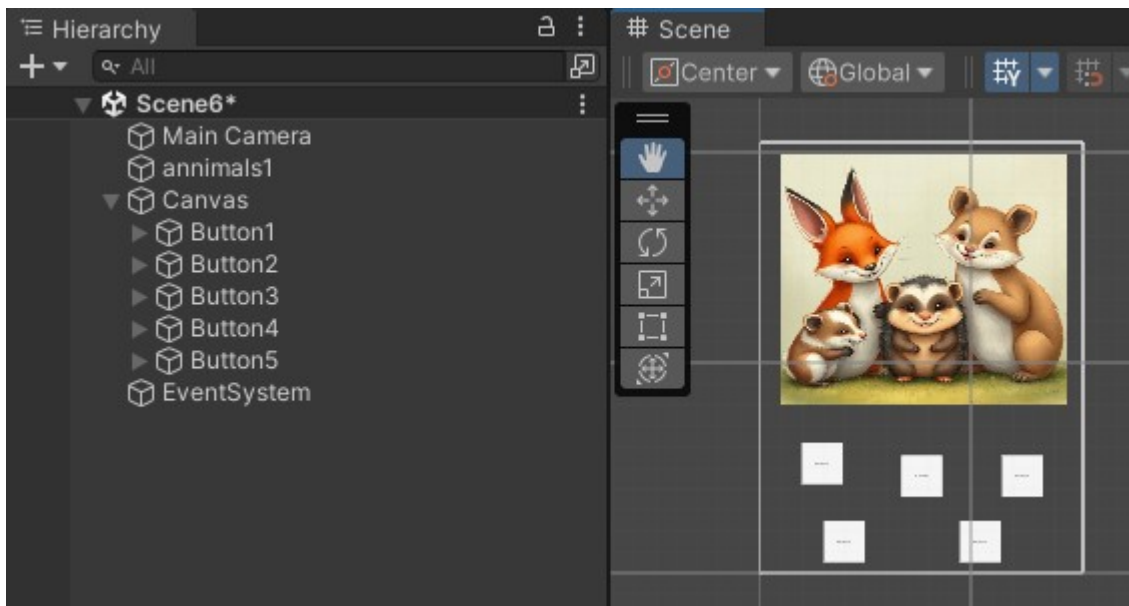 Hierarchy
All
Scene6*
Main Camera
annimals1
Canvas
Button1
Button2
Button3
Button4
Button5
EventSystem
Scene
Center
Global